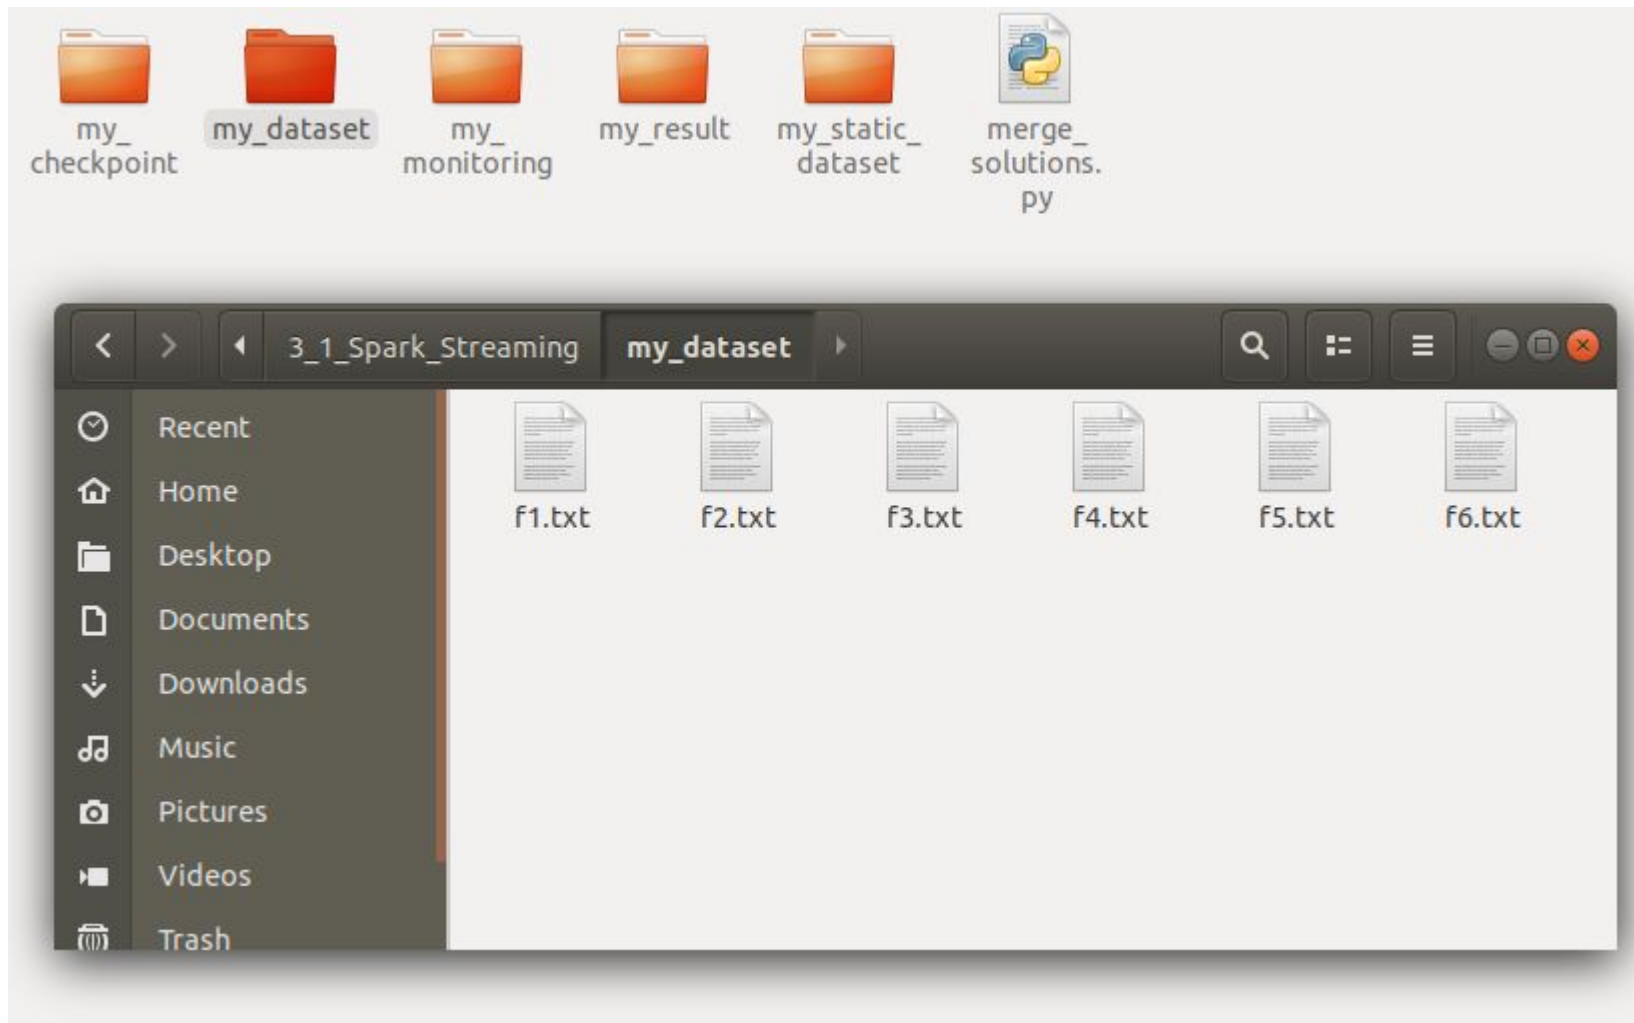 my_
checkpoint
my_dataset
my_
monitoring
my_result
my_static_
dataset
merge_
solutions.
py
3_1_Spark_Streaming
my_dataset
Recent
Home
Desktop
Documents
Downloads
Music
Pictures
Videos
Trash
f1.txt
f2.txt
f3.txt
f4.txt
f5.txt
f6.txt